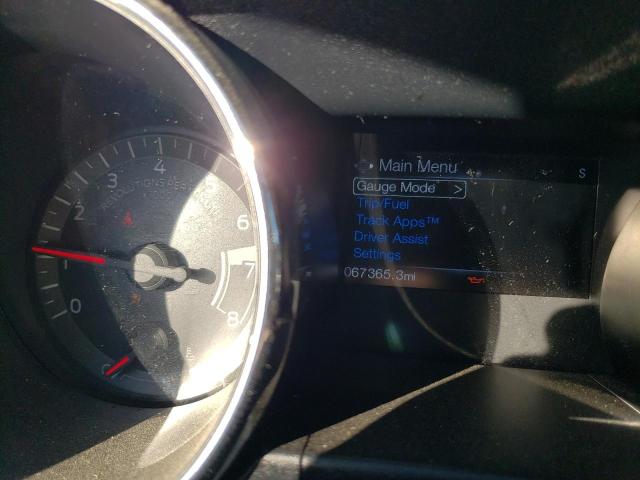 Main Menu
S
Gauge Mode >
Trip/Fuel
Track Apps™
Driver Assist
Settings
067365.3mi
0
1
2
3
4
6
7
8